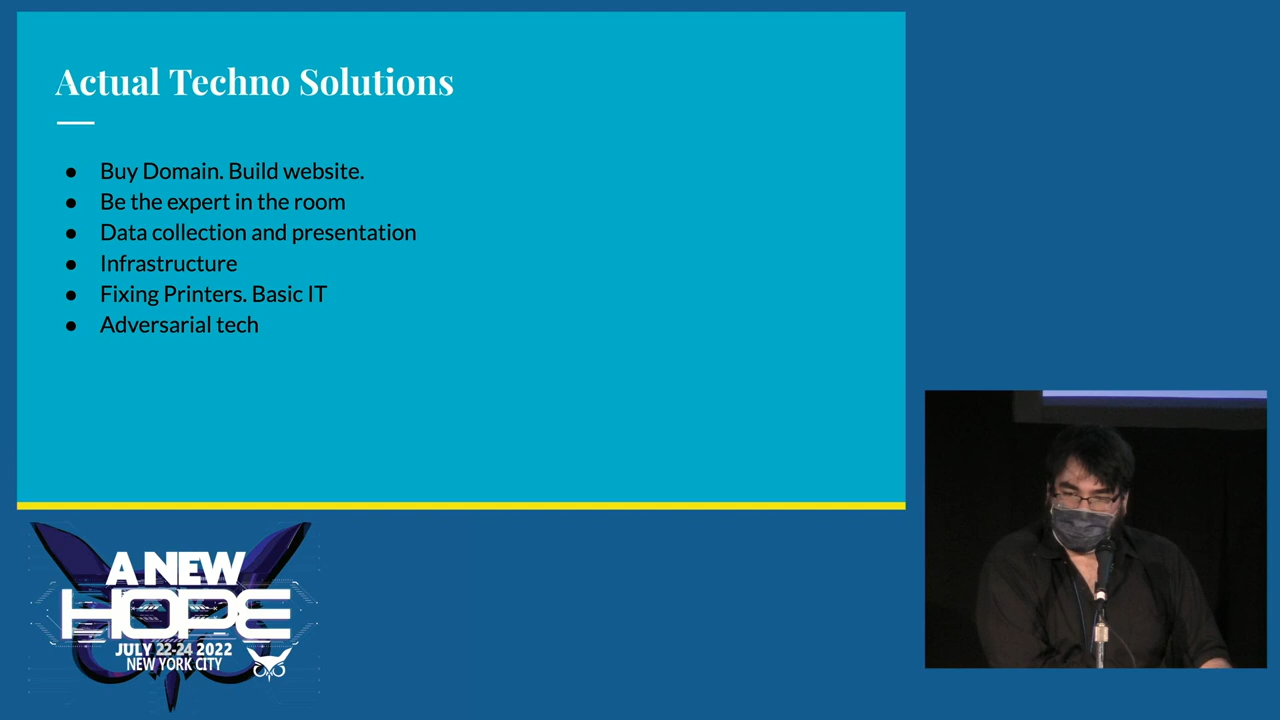 Actual Techno Solutions
● Buy Domain. Build website.
● Be the expert in the room
● Data collection and presentation
● Infrastructure
● Fixing Printers. Basic IT
● Adversarial tech
A NEW
HOPE
JULY 22-24 2022
NEW YORK CITY